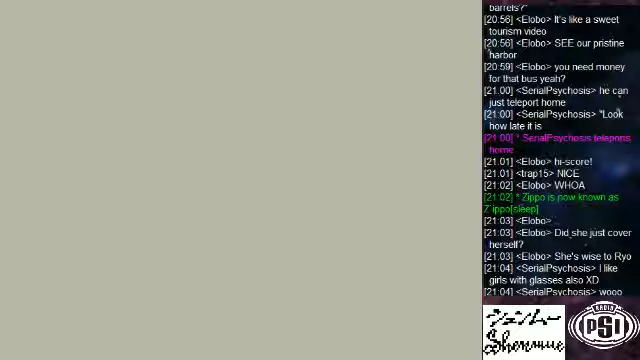 barrels?"
[20:56] <Elobo> It's like a sweet
tourism video
[20:56] <Elobo> SEE our pristine
harbor
[20:59] <Elobo> you need money
for that bus yeah?
[21:00] <SerialPsychosis> he can
just teleport home
[21:00] <SerialPsychosis> "Look
how late it is
[21:00] * SerialPsychosis teleports
home
[21:01] <Elobo> hi-score!
[21:01] <trap15> NICE
[21:02] <Elobo> WHOA
[21:02] * Zippo is now known as
Zippo[sleep]
[21:03] <Elobo> ..
[21:03] <Elobo> Did she just cover
herself?
[21:03] <Elobo> She's wise to Ryo
[21:04] <SerialPsychosis> I like
girls with glasses also XD
[21:04] <SerialPsychosis> wooo
Shenmue
RADIO
PSI